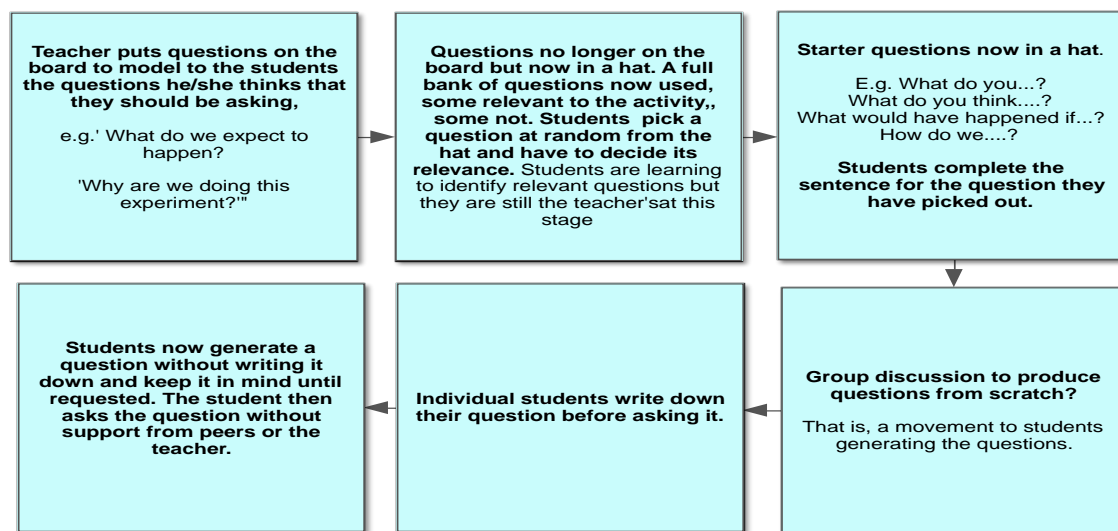 Teacher puts questions on the
board to model to the students
the questions he/she thinks that
they should be asking,
e.g.' What do we expect to
happen?
'Why are we doing this
experiment?'"
Questions no longer on the
board but now in a hat. A full
bank of questions now used,
some relevant to the activity,,
some not. Students pick a
question at random from the
hat and have to decide its
relevance. Students are learning
to identify relevant questions but
they are still the teacher'sat this
stage
Starter questions now in a hat.
E.g. What do you...?
What do you think....?
What would have happened if...?
How do we....?
Students complete the
sentence for the question they
have picked out.
Group discussion to produce
questions from scratch?
That is, a movement to students
generating the questions.
Individual students write down
their question before asking it.
Students now generate a
question without writing it
down and keep it in mind until
requested. The student then
asks the question without
support from peers or the
teacher.